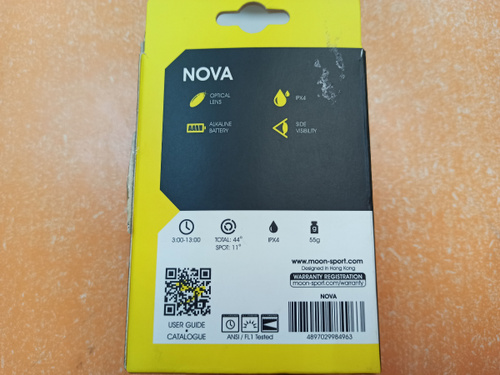 NOVA
OPTICAL
LENS
IPX4
ALKALINE
BATTERY
SIDE
VISIBILITY
3:00-13:00
TOTAL: 44°
SPOT: 11°
IPX4
55g
www.moon-sport.com
Designed in Hong Kong
WARRANTY REGISTRATION
moon-sport.com/warranty
NOVA
USER GUIDE
•
CATALOGUE
ANSI / FL1 Tested
4897029984963